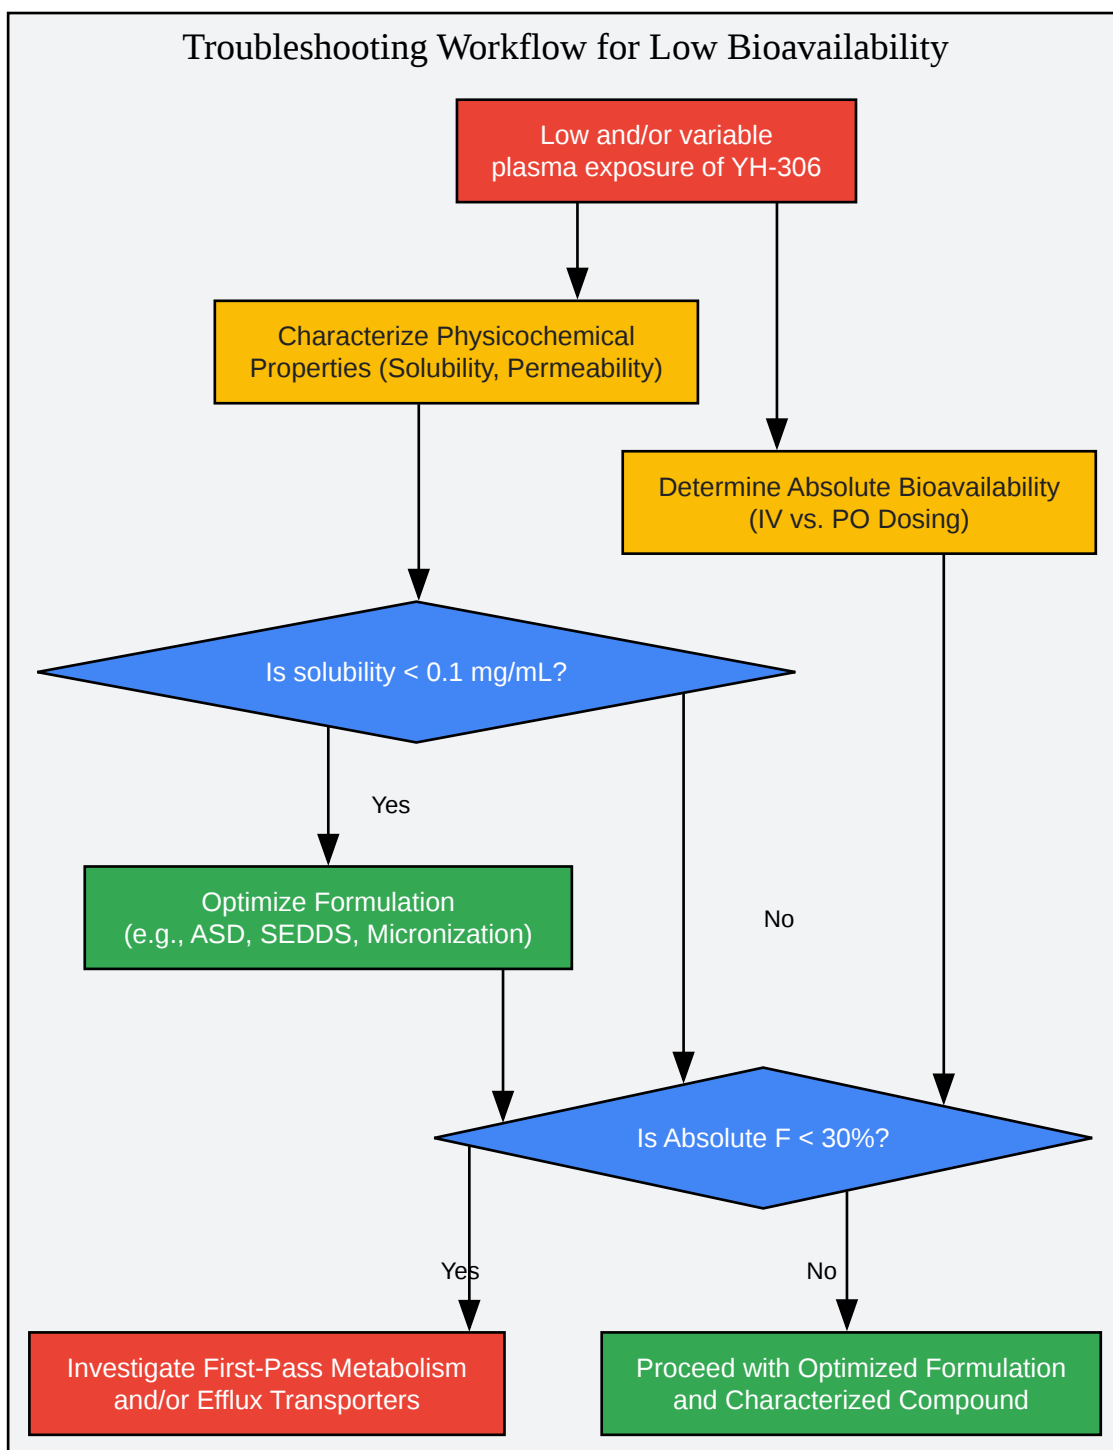 Troubleshooting Workflow for Low Bioavailability
Low and/or variable
plasma exposure of YH-306
Characterize Physicochemical
Properties (Solubility, Permeability)
Determine Absolute Bioavailability
(IV vs. PO Dosing)
Is solubility < 0.1 mg/mL?
Yes
Optimize Formulation
(e.g., ASD, SEDDS, Micronization)
No
Is Absolute F < 30%?
Yes
No
Investigate First-Pass Metabolism
and/or Efflux Transporters
Proceed with Optimized Formulation
and Characterized Compound